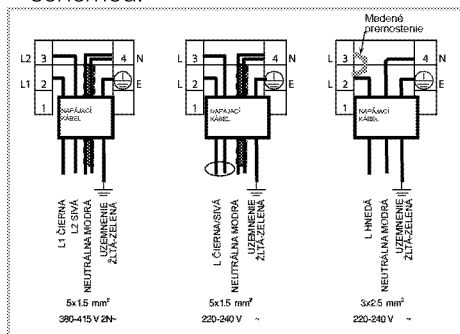 schémou.
L2 3 4 N
L1 2 E
1
NAPÁJACÍ
KÁBEL
L1 ČIERNA
L2 SIVÁ
NEUTRÁLNA MODRÁ
UZEMNENIE
ŽLTÁ-ZELENÁ
5x1.5 mm²
380-415 V 2N~
L 3 4 N
L 2 E
1
NAPÁJACÍ
KÁBEL
L ČIERNA/SIVÁ
NEUTRÁLNA MODRÁ
UZEMNENIE
ŽLTÁ-ZELENÁ
5x1.5 mm²
220-240 V ~
Medené
premostenie
L 3 4 N
L 2 E
1
NAPÁJACÍ
KÁBEL
L HNEDÁ
NEUTRÁLNA MODRÁ
UZEMNENIE
ŽLTÁ-ZELENÁ
3x2.5 mm²
220-240 V ~